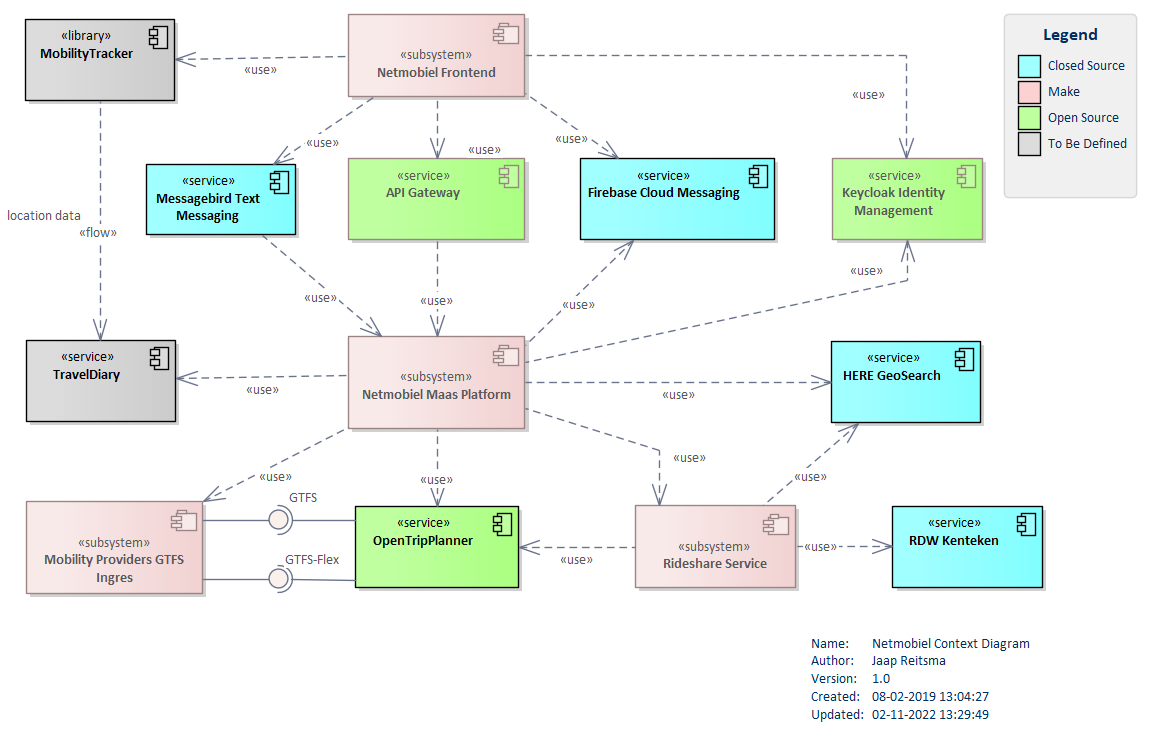 «library»
MobilityTracker
«subsystem»
Netmobiel Frontend
Legend
Closed Source
Make
Open Source
To Be Defined
«use»
«use»
«use»
«use»
«use»
«service»
Messagebird Text
Messaging
«service»
API Gateway
«service»
Firebase Cloud Messaging
«service»
Keycloak Identity
Management
location data
«flow»
«use»
«use»
«use»
«use»
«service»
TravelDiary
«use»
«subsystem»
Netmobiel Maas Platform
«use»
«service»
HERE GeoSearch
«use»
«use»
«use»
«use»
«subsystem»
Mobility Providers GTFS
Ingres
GTFS
GTFS-Flex
«service»
OpenTripPlanner
«use»
«subsystem»
Rideshare Service
«use»
«service»
RDW Kenteken
Name: Netmobiel Context Diagram
Author: Jaap Reitsma
Version: 1.0
Created: 08-02-2019 13:04:27
Updated: 02-11-2022 13:29:49